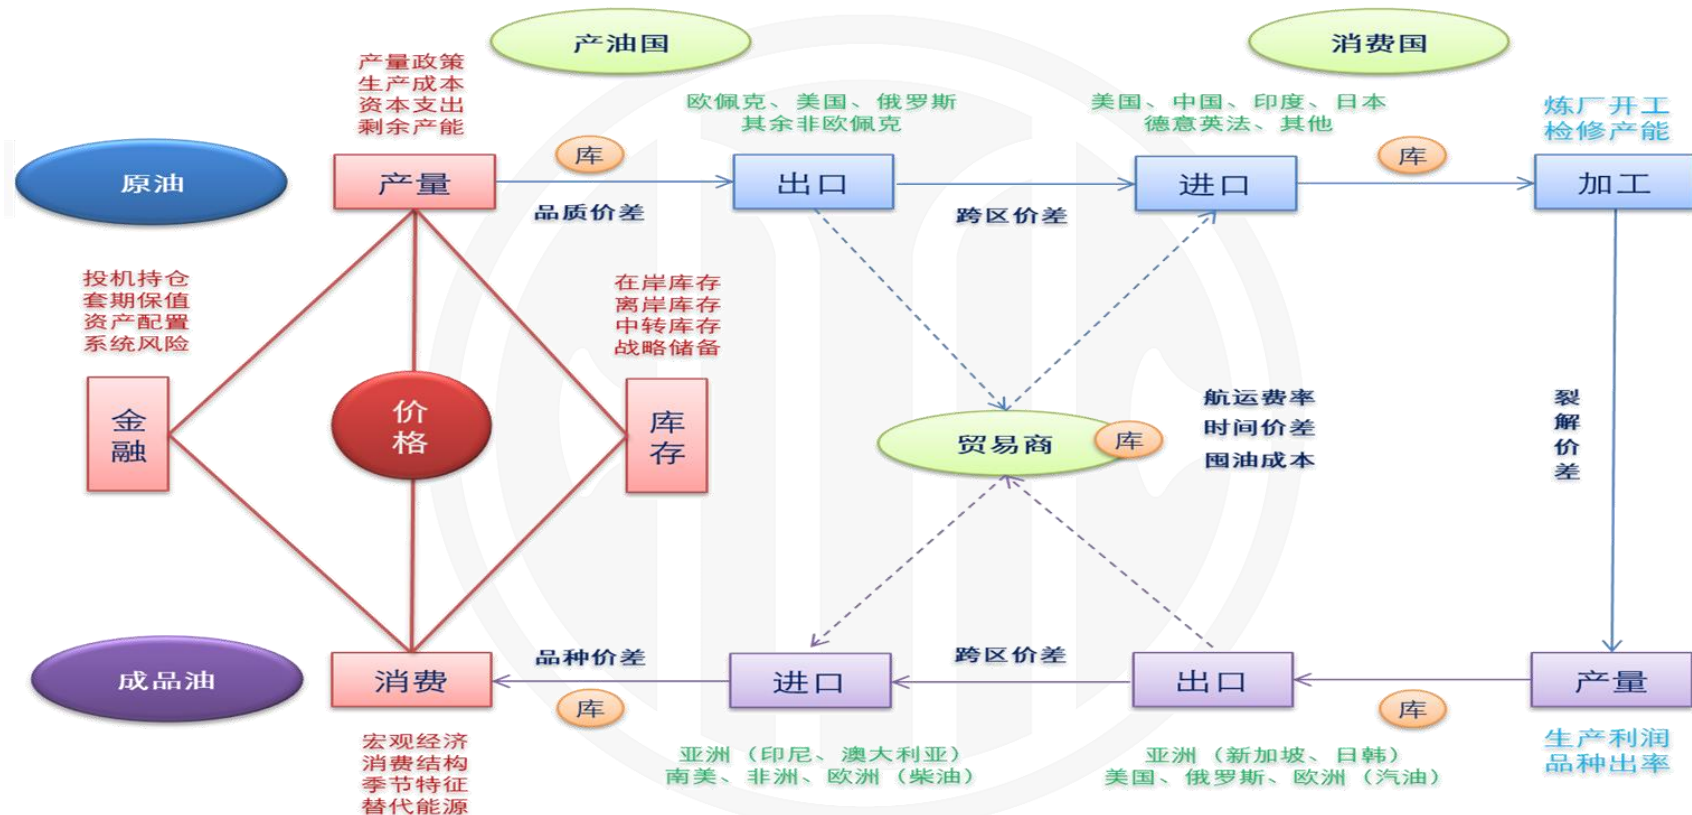 产油国
消费国
产量政策
生产成本
资本支出
剩余产能
欧佩克、美国、俄罗斯
其余非欧佩克
美国、中国、印度、日本
德意英法、其他
炼厂开工
检修产能
原油
产量
库
出口
进口
库
加工
品质价差
跨区价差
投机持仓
套期保值
资产配置
系统风险
在岸库存
离岸库存
中转库存
战略储备
金融
价格
库存
贸易商
库
航运费率
时间价差
囤油成本
裂解价差
成品油
消费
品种价差
库
进口
跨区价差
出口
库
产量
宏观经济
消费结构
季节特征
替代能源
亚洲（印尼、澳大利亚）
南美、非洲、欧洲（柴油）
亚洲（新加坡、日韩）
美国、俄罗斯、欧洲（汽油）
生产利润
品种出率